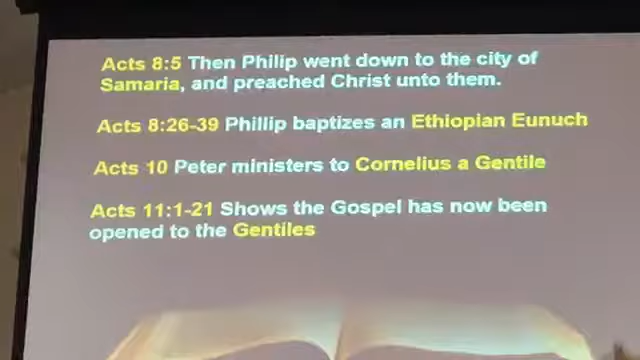 Acts 8:5 Then Philip went down to the city of
Samaria, and preached Christ unto them.
Acts 8:26-39 Phillip baptizes an Ethiopian Eunuch
Acts 10 Peter ministers to Cornelius a Gentile
Acts 11:1-21 Shows the Gospel has now been
opened to the Gentiles